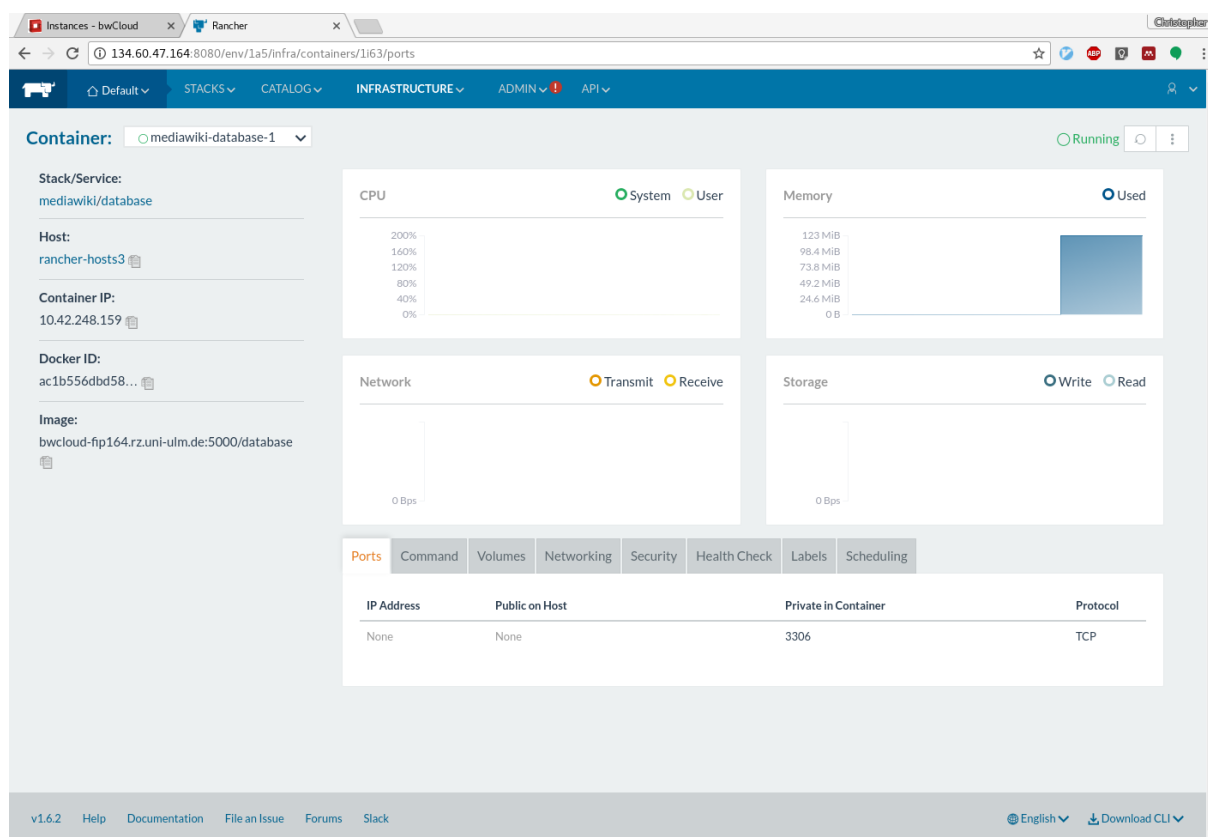 Instances - bwCloud
Rancher
Christopher
134.60.47.164:8080/env/1a5/infra/containers/1i63/ports
ABP
Default
STACKS
CATALOG
INFRASTRUCTURE
ADMIN
API
Container:
mediawiki-database-1
Running
Stack/Service:
mediawiki/database
Host:
rancher-hosts3
Container IP:
10.42.248.159
Docker ID:
ac1b556dbd58...
Image:
bwcloud-fip164.rz.uni-ulm.de:5000/database
CPU
System
User
200%
160%
120%
80%
40%
0%
Memory
Used
123 MiB
98.4 MiB
73.8 MiB
49.2 MiB
24.6 MiB
0 B
Network
Transmit
Receive
0 Bps
Storage
Write
Read
0 Bps
Ports
Command
Volumes
Networking
Security
Health Check
Labels
Scheduling
IP Address
Public on Host
Private in Container
Protocol
None
None
3306
TCP
v1.6.2
Help
Documentation
File an Issue
Forums
Slack
English
Download CLI